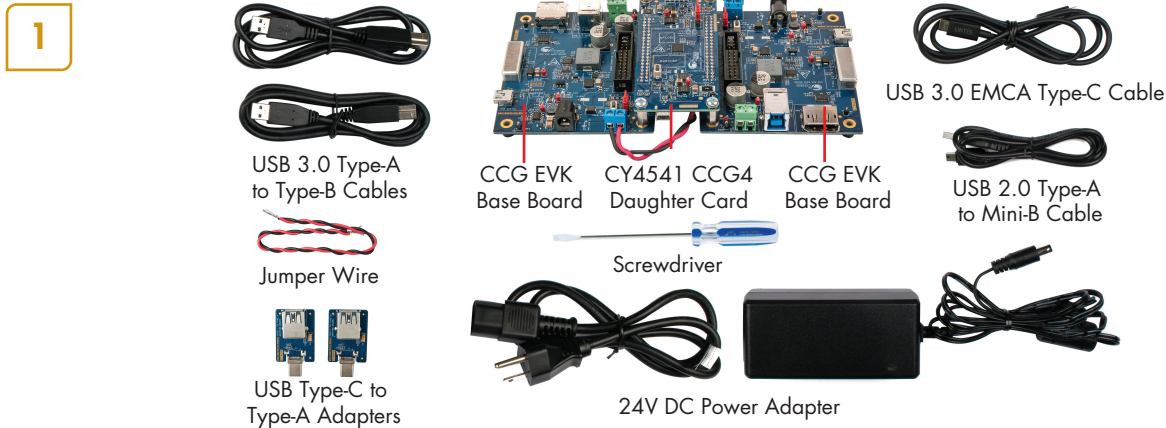 1
USB 3.0 Type-A
to Type-B Cables
Jumper Wire
USB Type-C to
Type-A Adapters
CCG EVK
Base Board
CY4541 CCG4
Daughter Card
CCG EVK
Base Board
Screwdriver
24V DC Power Adapter
USB 3.0 EMCA Type-C Cable
USB 2.0 Type-A
to Mini-B Cable